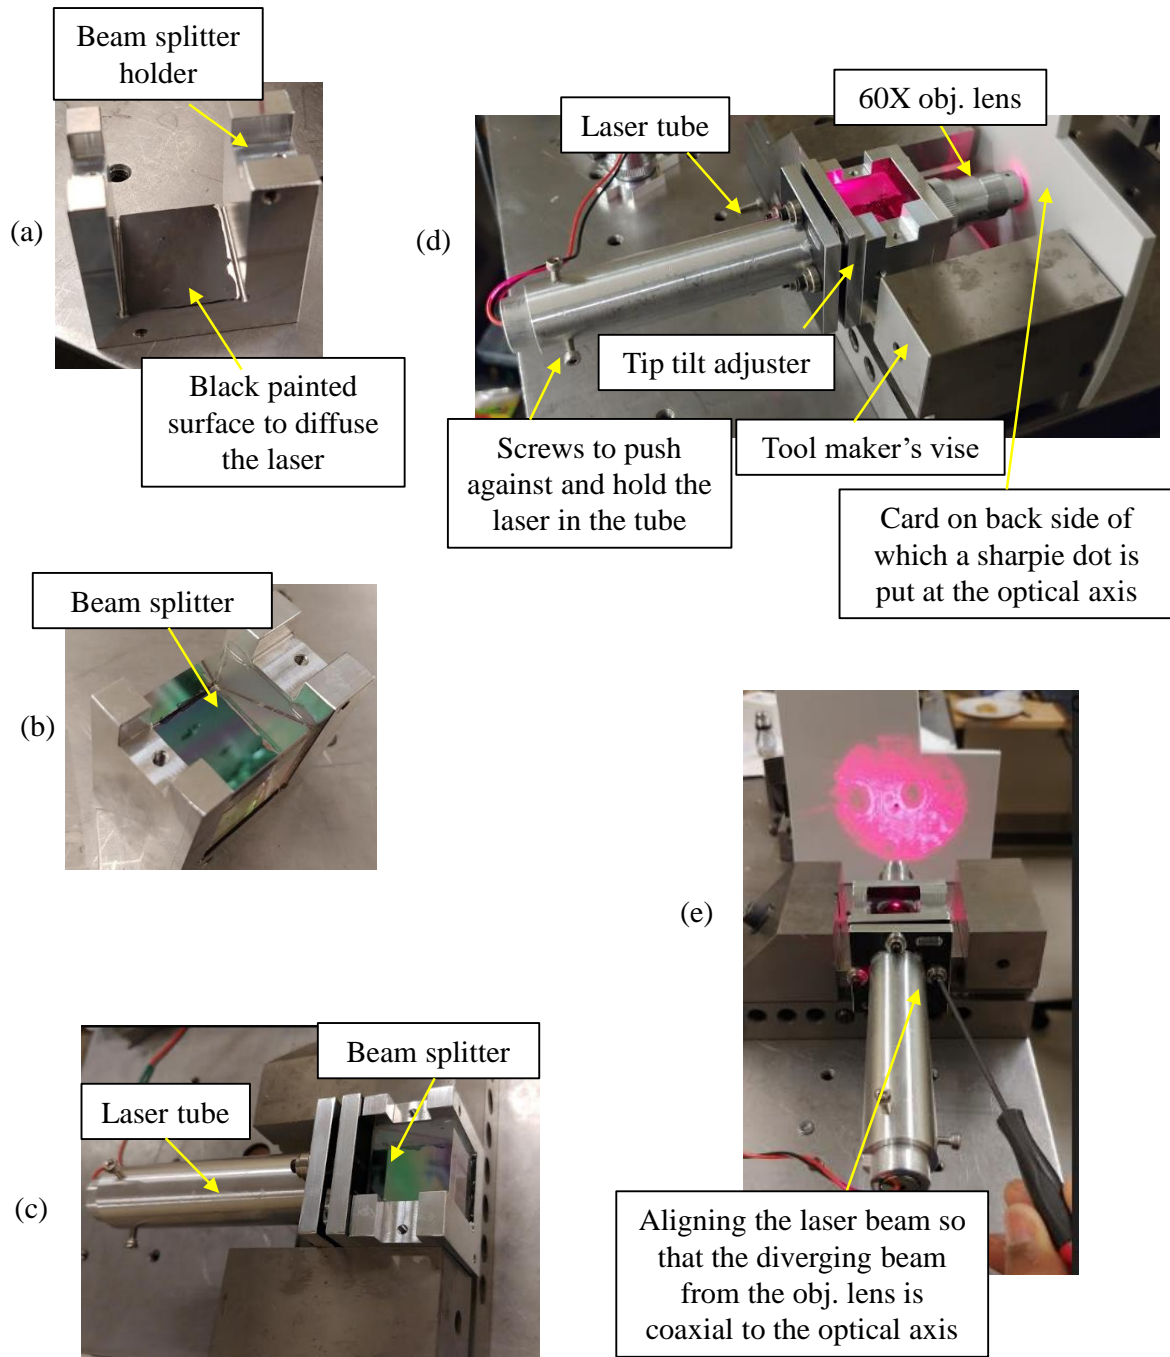 Beam splitter
holder
(a)
Black painted
surface to diffuse
the laser
Beam splitter
(b)
Beam splitter
Laser tube
(c)
Laser tube
60X obj. lens
(d)
Tip tilt adjuster
Screws to push
against and hold the
laser in the tube
Tool maker’s vise
Card on back side of
which a sharpie dot is
put at the optical axis
(e)
Aligning the laser beam so
that the diverging beam
from the obj. lens is
coaxial to the optical axis